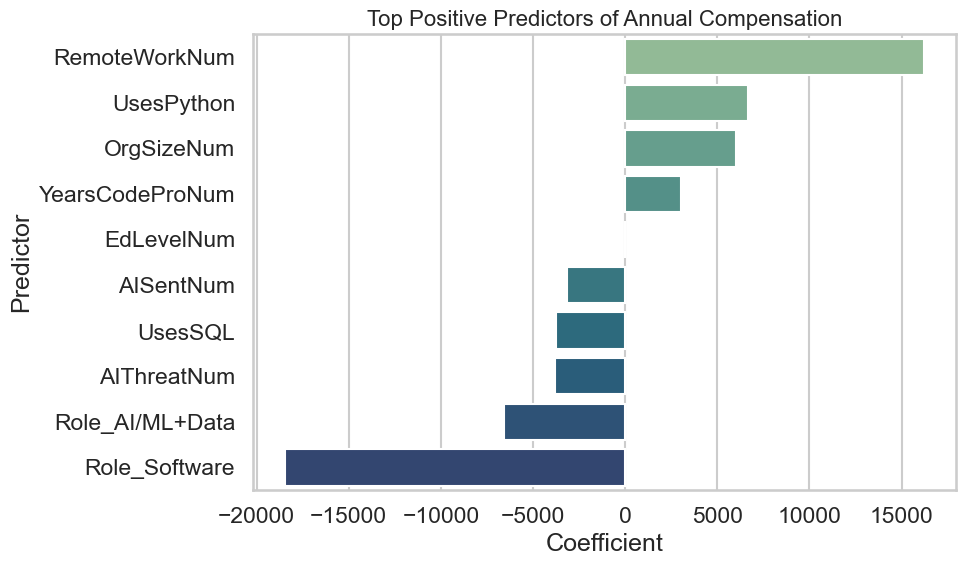 Top Positive Predictors of Annual Compensation
RemoteWorkNum
UsesPython
OrgSizeNum
YearsCodeProNum
EdLevelNum
AISentNum
UsesSQL
AIThreatNum
Role_AI/ML+Data
Role_Software
Predictor
−20000 −15000 −10000 −5000 0 5000 10000 15000
Coefficient